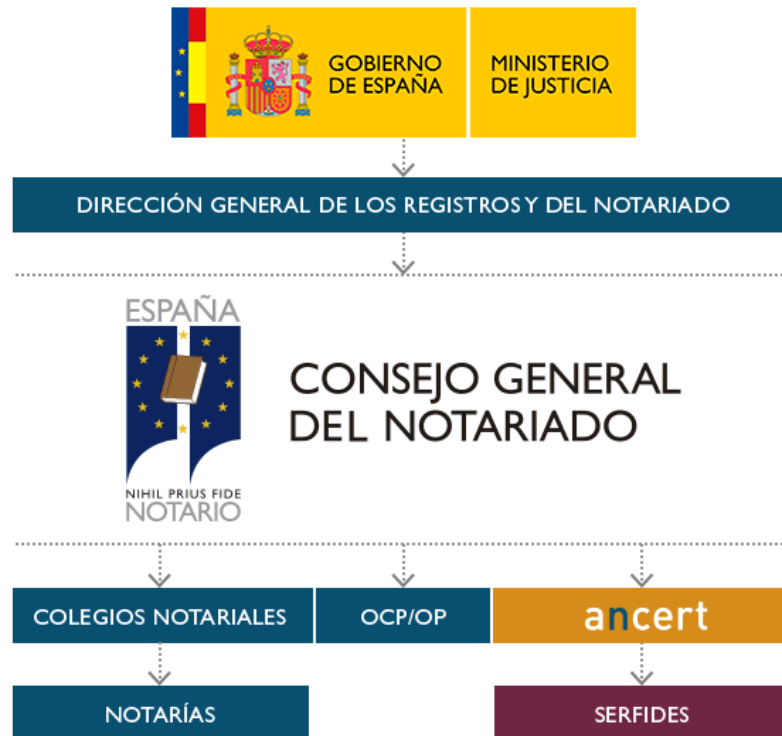 GOBIERNO
DE ESPAÑA
MINISTERIO
DE JUSTICIA
DIRECCIÓN GENERAL DE LOS REGISTROS Y DEL NOTARIADO
ESPAÑA
NIHIL PRIUS FIDE
NOTARIO
CONSEJO GENERAL
DEL NOTARIADO
COLEGIOS NOTARIALES
OCP/OP
ancert
NOTARÍAS
SERFIDES